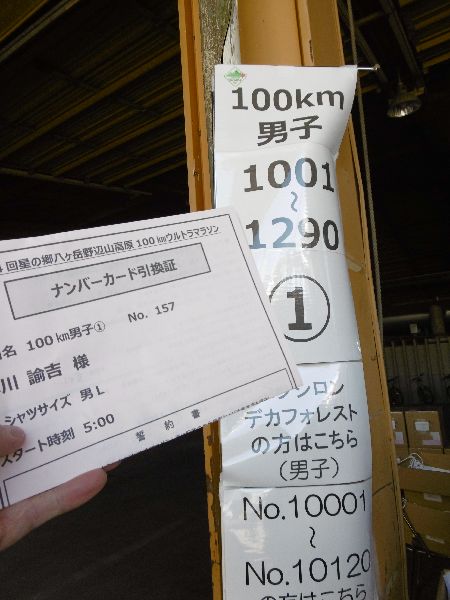 100km
男子
1001
~
1290
①
デカフォレスト
の方はこちら
(男子)
No.10001
~
No.10120
の方はこちら
回星の郷八ヶ岳野辺山高原100㎞ウルトラマラソン
ナンバーカード引換証
名 100㎞男子① No. 157
川 諭吉 様
シャツサイズ 男L
スタート時刻 5:00
誓約書